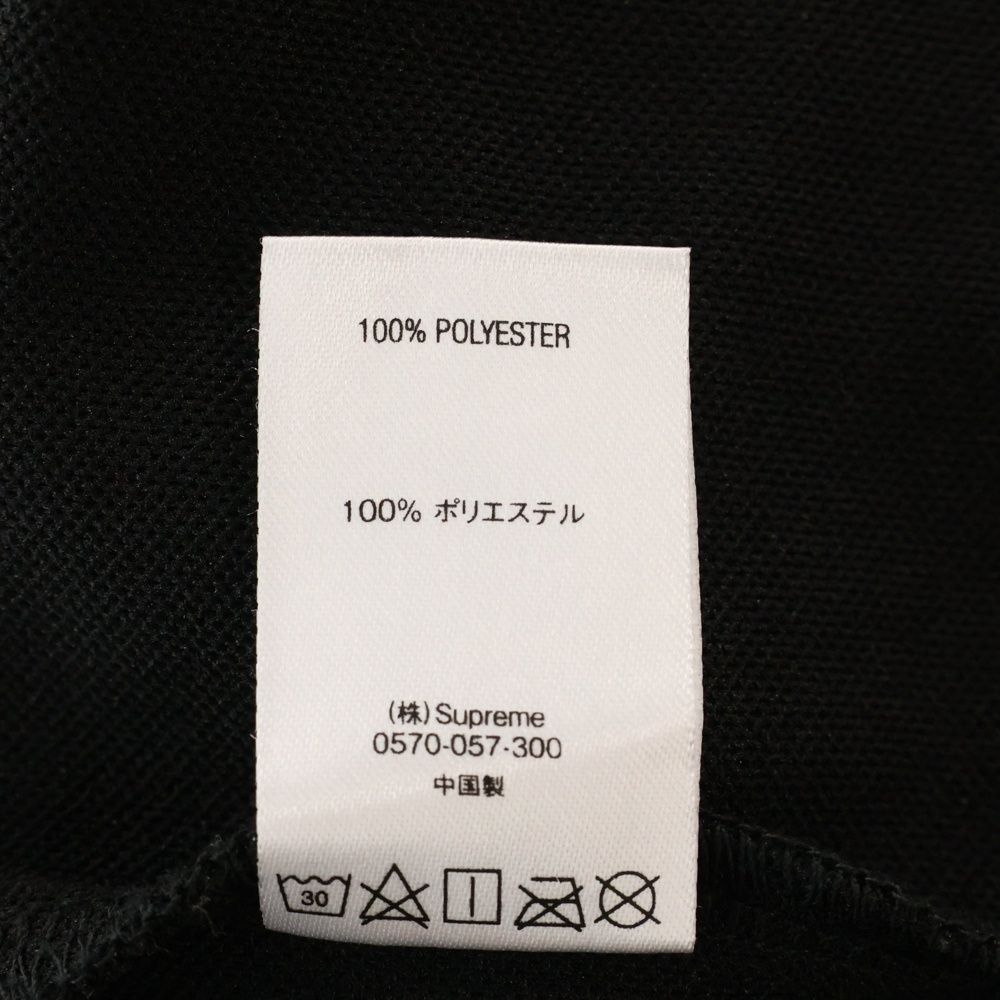 100% POLYESTER
100% ポリエステル
(株)Supreme
0570-057-300
中国製
30